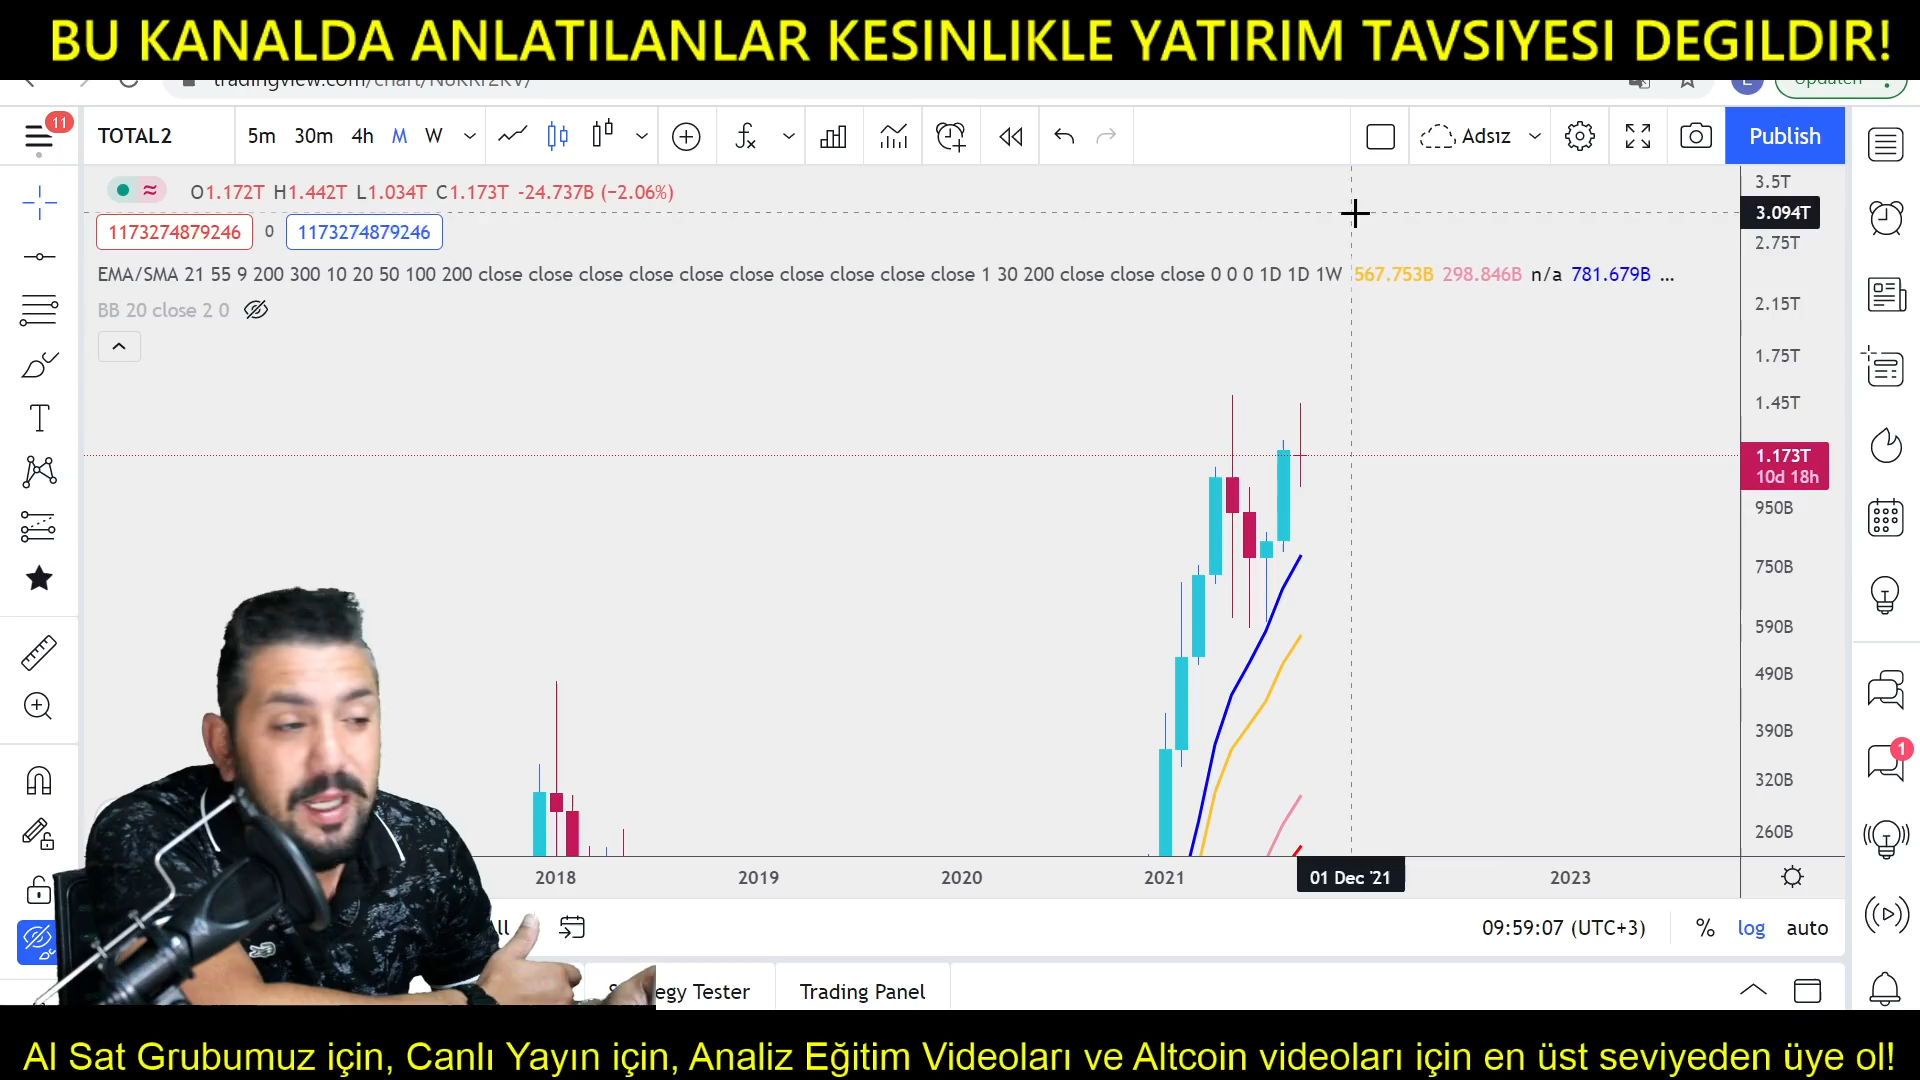 BU KANALDA ANLATILANLAR KESINLIKLE YATIRIM TAVSIYESI DEGILDIR!
11
TOTAL2 5m 30m 4h M W Adsız Publish
O1.172T H1.442T L1.034T C1.173T -24.737B (−2.06%)
3.5T
3.094T
1173274879246 0 1173274879246
2.75T
EMA/SMA 21 55 9 200 300 10 20 50 100 200 close close close close close close close close close close 1 30 200 close close close 0 0 0 1D 1D 1W 567.753B 298.846B n/a 781.679B ...
BB 20 close 2 0
2.15T
1.75T
1.45T
1.173T
10d 18h
950B
750B
590B
490B
390B
1
320B
260B
2018 2019 2020 2021 01 Dec '21 2023
09:59:07 (UTC+3) % log auto
Tester Trading Panel
Al Sat Grubumuz için, Canlı Yayın için, Analiz Eğitim Videoları ve Altcoin videoları için en üst seviyeden üye ol!